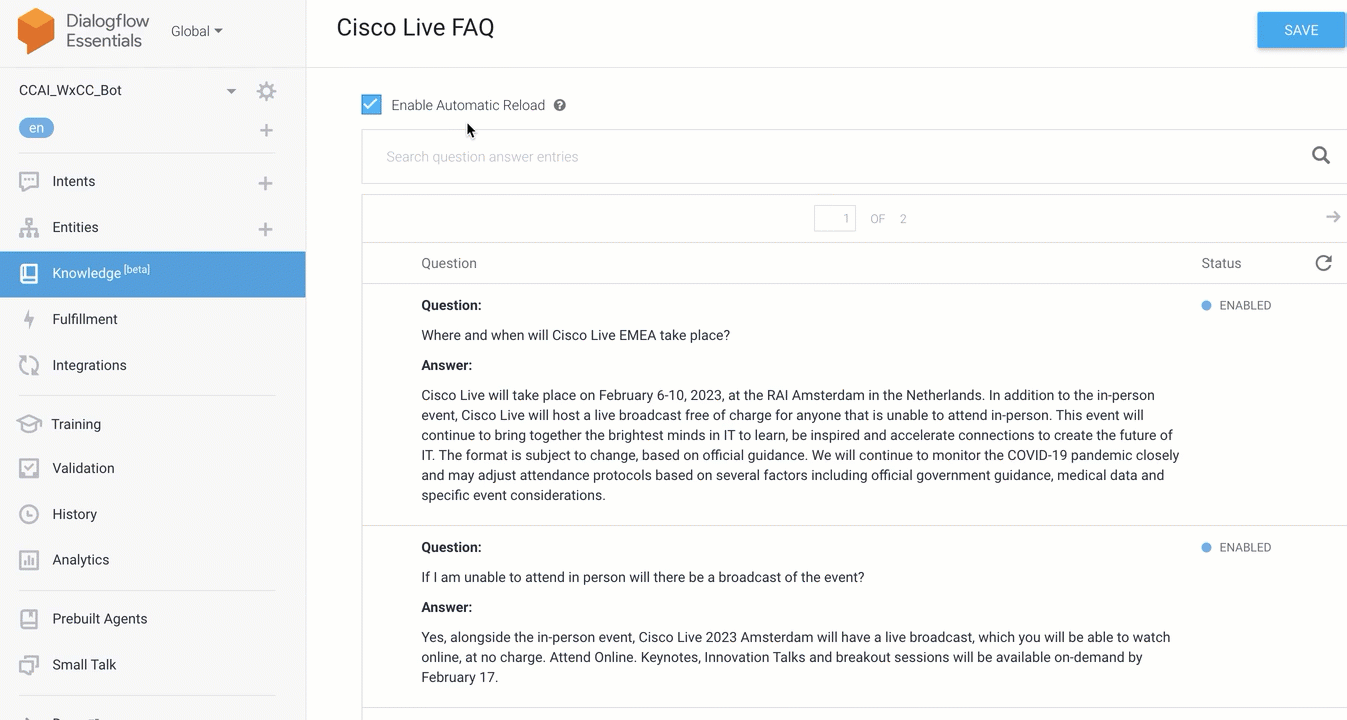 Dialogflow
Essentials
Global
Cisco Live FAQ
SAVE
CCAI_WxCC_Bot
en
Intents
Entities
Knowledge [beta]
Fulfillment
Integrations
Training
Validation
History
Analytics
Prebuilt Agents
Small Talk
Enable Automatic Reload
Search question answer entries
1 OF 2
Question
Status
Question:
ENABLED
Where and when will Cisco Live EMEA take place?
Answer:
Cisco Live will take place on February 6-10, 2023, at the RAI Amsterdam in the Netherlands. In addition to the in-person
event, Cisco Live will host a live broadcast free of charge for anyone that is unable to attend in-person. This event will
continue to bring together the brightest minds in IT to learn, be inspired and accelerate connections to create the future of
IT. The format is subject to change, based on official guidance. We will continue to monitor the COVID-19 pandemic closely
and may adjust attendance protocols based on several factors including official government guidance, medical data and
specific event considerations.
Question:
ENABLED
If I am unable to attend in person will there be a broadcast of the event?
Answer:
Yes, alongside the in-person event, Cisco Live 2023 Amsterdam will have a live broadcast, which you will be able to watch
online, at no charge. Attend Online. Keynotes, Innovation Talks and breakout sessions will be available on-demand by
February 17.